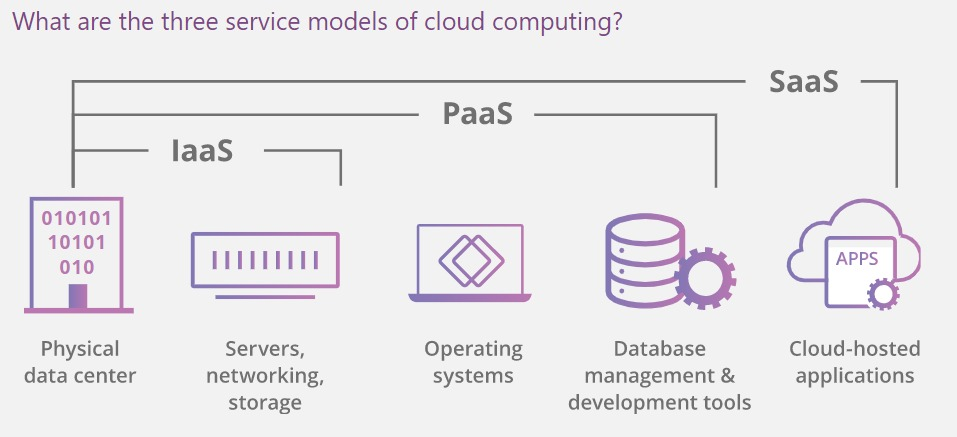 What are the three service models of cloud computing?
SaaS
PaaS
IaaS
010101
10101
010
APPS
Physical
data center
Servers,
networking,
storage
Operating
systems
Database
management &
development tools
Cloud-hosted
applications